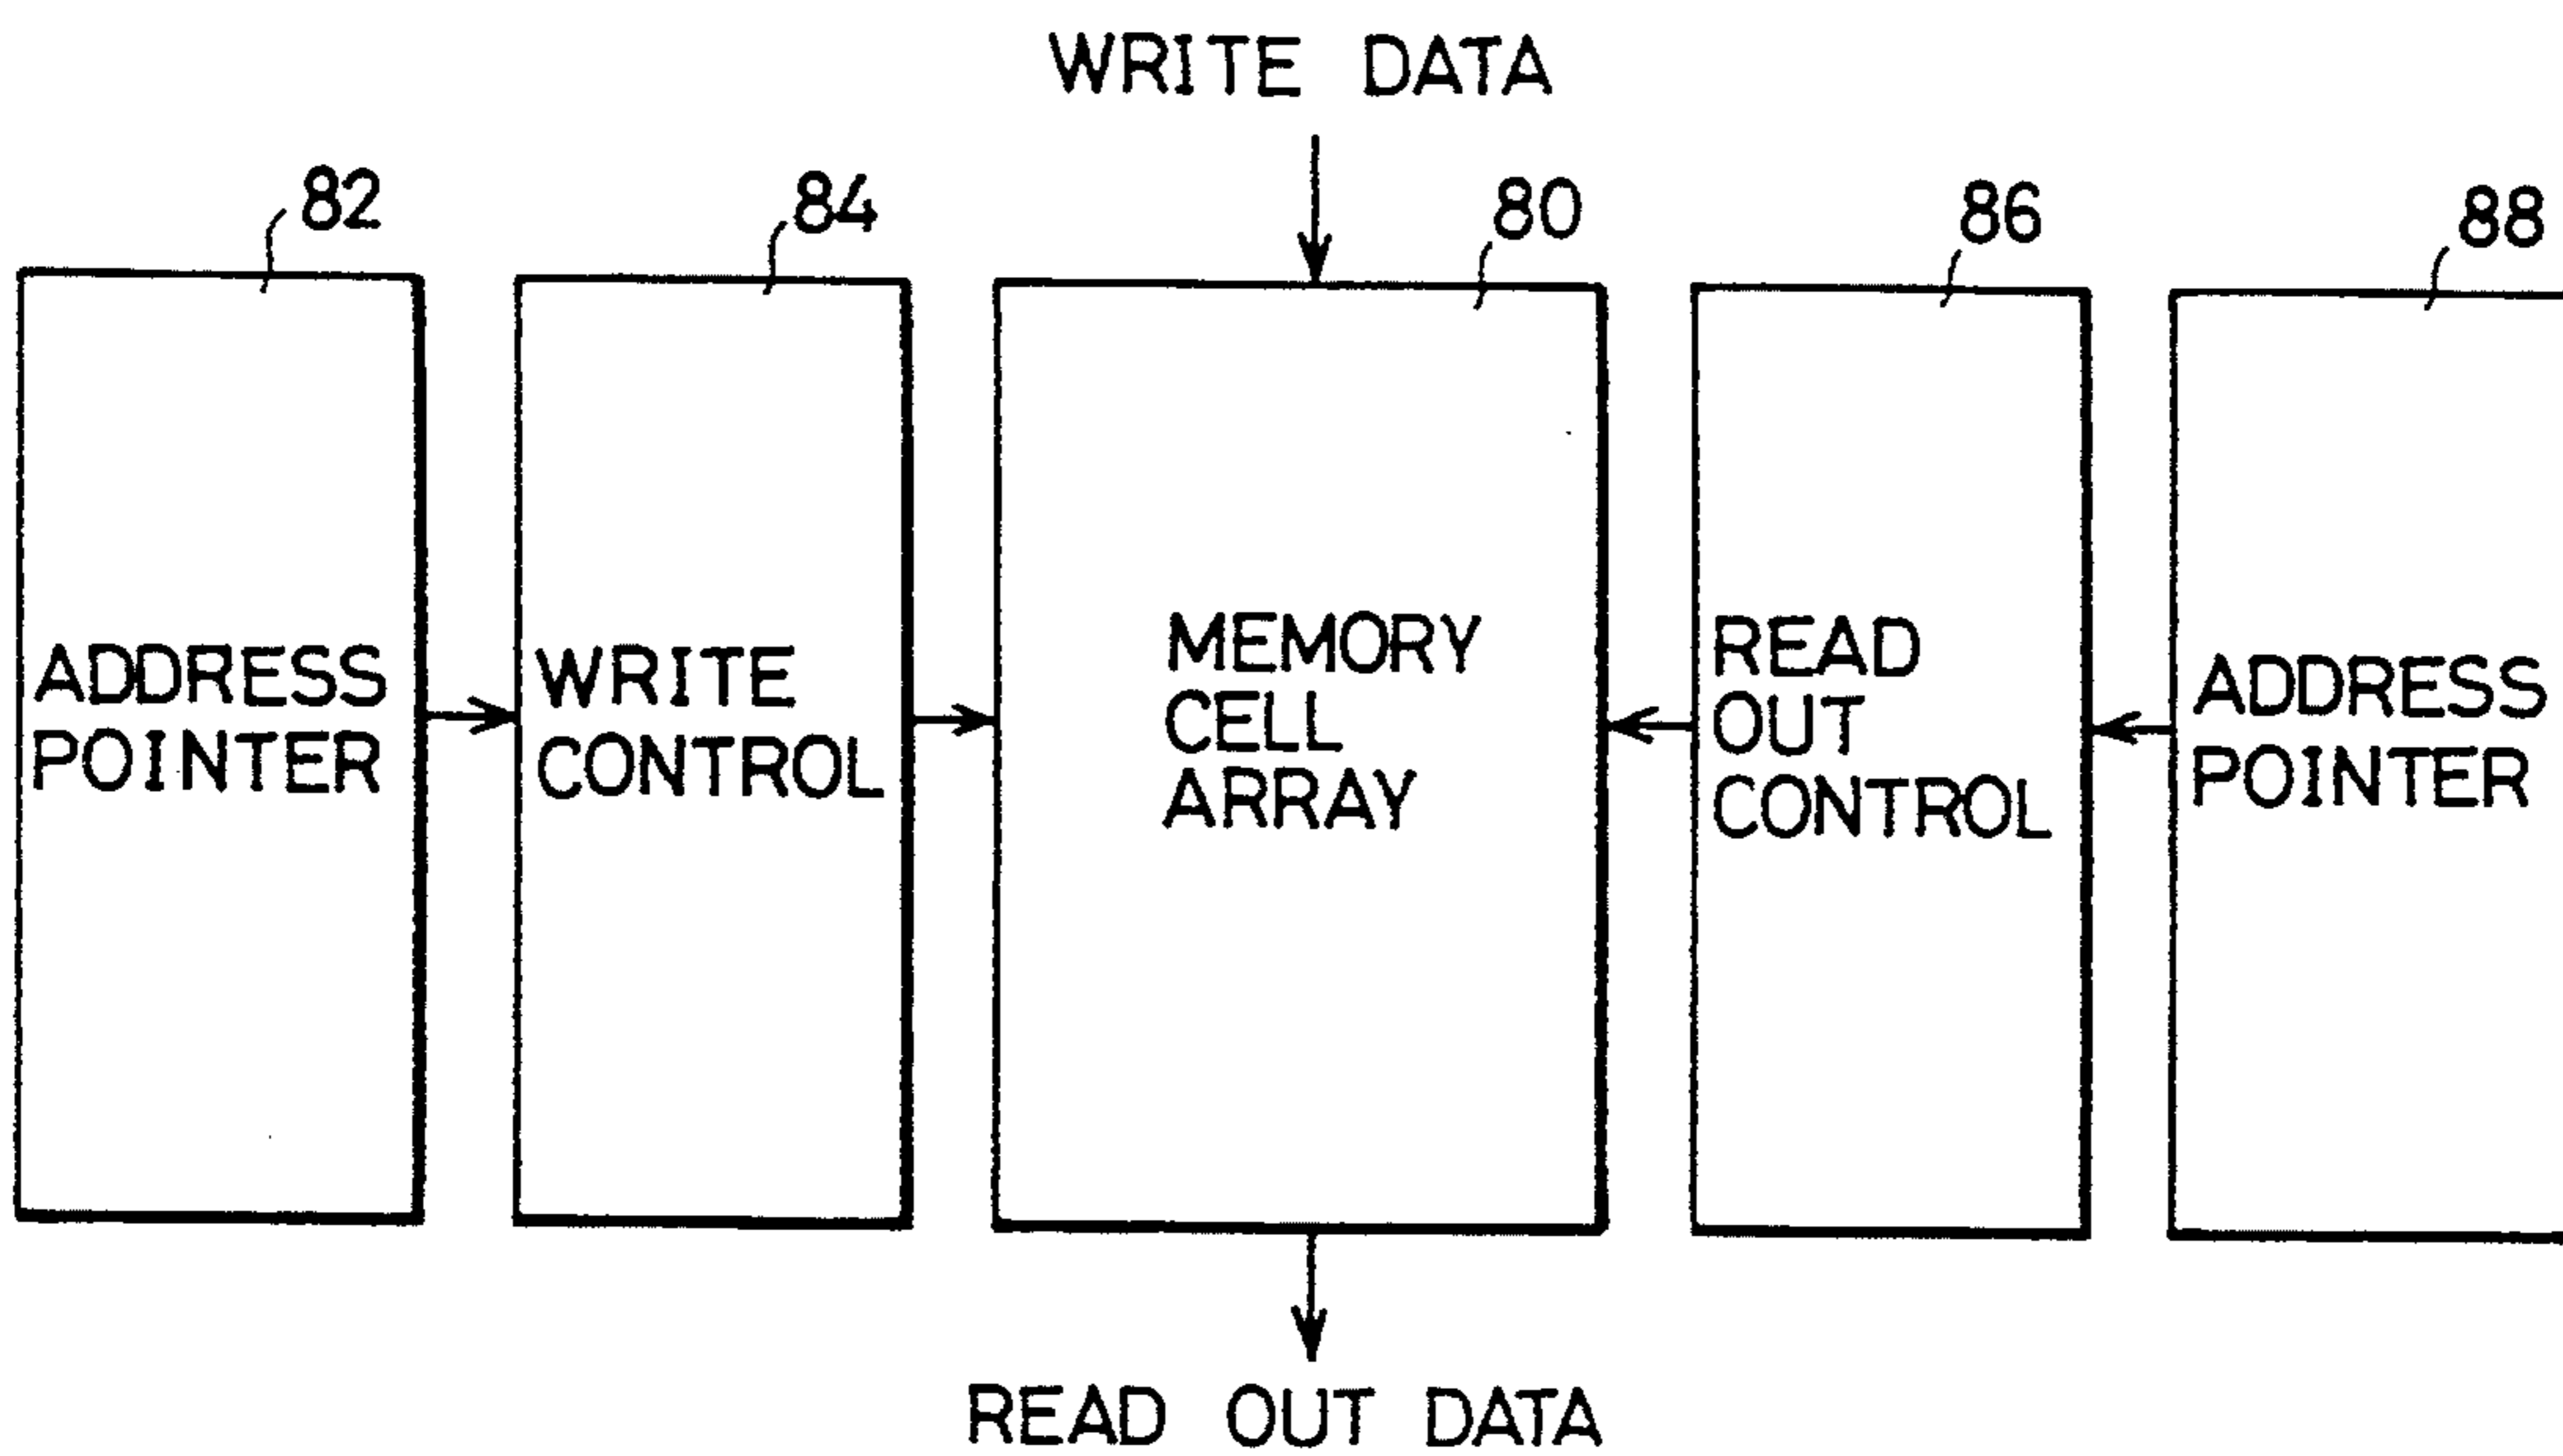 WRITE DATA
82
84
80
86
88
ADDRESS
POINTER
WRITE
CONTROL
MEMORY
CELL
ARRAY
READ
OUT
CONTROL
ADDRESS
POINTER
READ OUT DATA